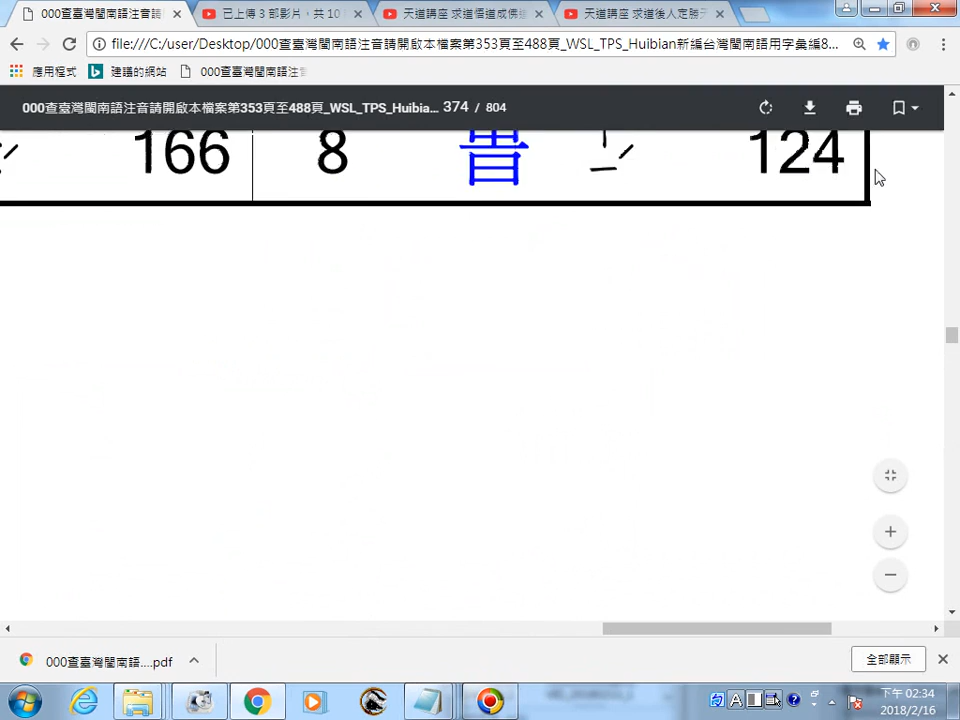 000查臺灣閩南語注音請
已上傳 3 部影片，共 10
天道講座 求道悟道成佛
天道講座 求道後人定勝天
file:///C:/user/Desktop/000查臺灣閩南語注音請開啟本檔案第353頁至488頁_WSL_TPS_Huibian新編台灣閩南語用字彙編8...
應用程式
建議的網站
000查臺灣閩南語注音
000查臺灣閩南語注音請開啟本檔案第353頁至488頁_WSL_TPS_Huibia... 374 / 804
166 8 124
000查臺灣閩南語....pdf
全部顯示
A
下午 02:34
2018/2/16